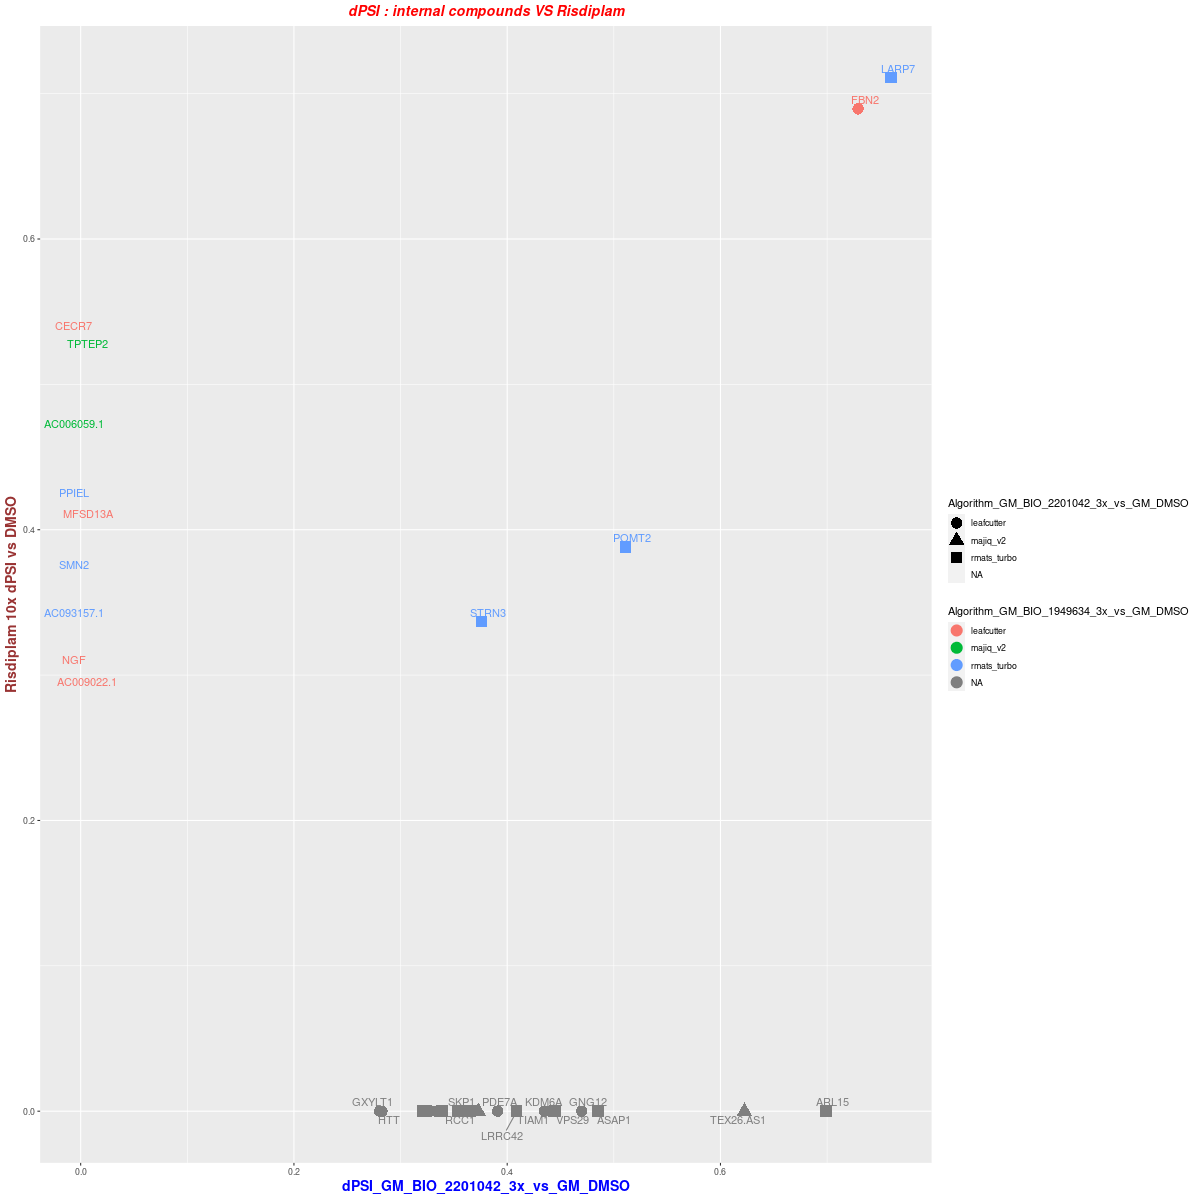 dPSI : internal compounds VS Risdiplam
LARP7
FBN2
0.6
CECR7
TPTEP2
AC006059.1
PPIEL
MFSD13A
0.4
POMT2
SMN2
AC093157.1
STRN3
NGF
AC009022.1
0.2
Risdiplam 10x dPSI vs DMSO
Algorithm_GM_BIO_2201042_3x_vs_GM_DMSO
leafcutter
majiq_v2
rmats_turbo
NA
Algorithm_GM_BIO_1949634_3x_vs_GM_DMSO
leafcutter
majiq_v2
rmats_turbo
NA
GXYLT1 SKP1 PDE7A KDM6A GNG12 ARL15
0.0
HTT RCC1 TIAM1 VPS29 ASAP1 TEX26.AS1
LRRC42
0.0 0.2 0.4 0.6
dPSI_GM_BIO_2201042_3x_vs_GM_DMSO